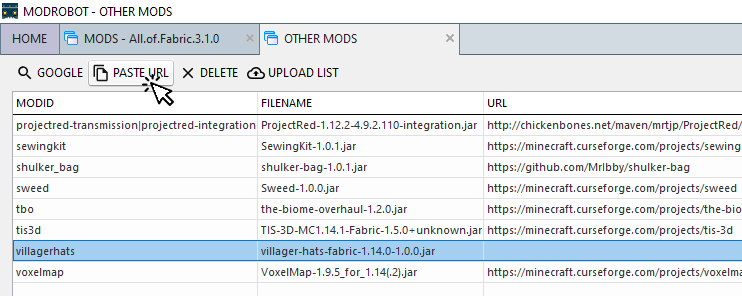 MODROBOT - OTHER MODS
HOME MODS - All.of.Fabric.3.1.0 OTHER MODS
GOOGLE PASTE URL DELETE UPLOAD LIST
MODID FILENAME URL
projectred-transmission|projectred-integration ProjectRed-1.12.2-4.9.2.110-integration.jar http://chickenbones.net/maven/mrtjp/ProjectRed/
sewingkit SewingKit-1.0.1.jar https://minecraft.curseforge.com/projects/sewing
shulker_bag shulker-bag-1.0.1.jar https://github.com/MrIbby/shulker-bag
sweed Sweed-1.0.0.jar https://minecraft.curseforge.com/projects/sweed
tbo the-biome-overhaul-1.2.0.jar https://minecraft.curseforge.com/projects/the-bio
tis3d TIS-3D-MC1.14.1-Fabric-1.5.0+unknown.jar https://minecraft.curseforge.com/projects/tis-3d
villagerhats villager-hats-fabric-1.14.0-1.0.0.jar
voxelmap VoxelMap-1.9.5_for_1.14(.2).jar https://minecraft.curseforge.com/projects/voxelma